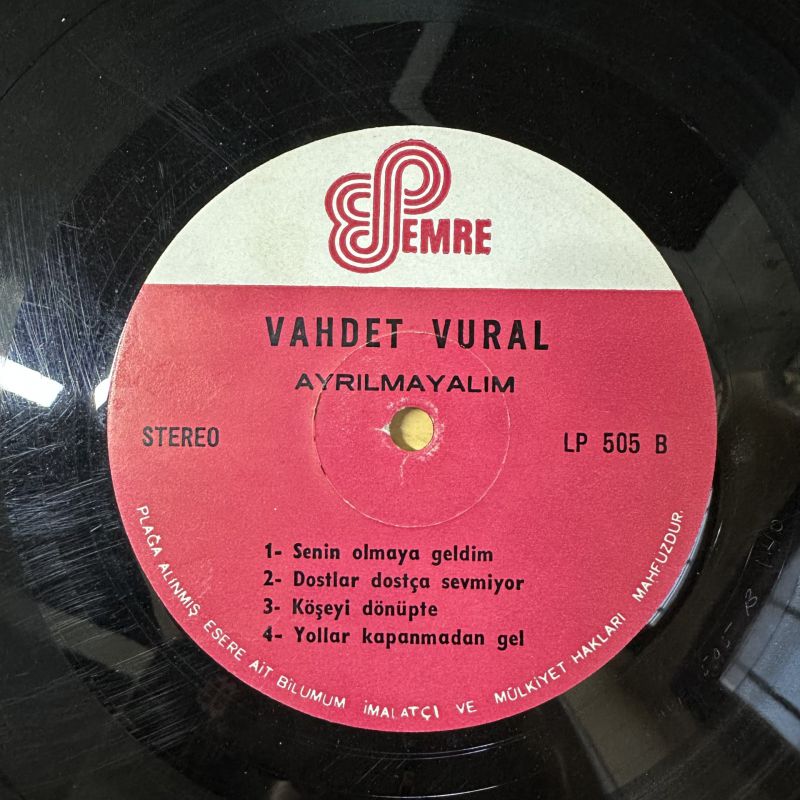 EMRE
VAHDET VURAL
AYRILMAYALIM
STEREO
LP 505 B
1- Senin olmaya geldim
2- Dostlar dostça sevmiyor
3- Köşeyi dönüpte
4- Yollar kapanmadan gel
PLAĞA ALINMIŞ ESERE AİT BİLUMUM İMALATÇI VE MÜLKİYET HAKLARI MAHFUZDUR.